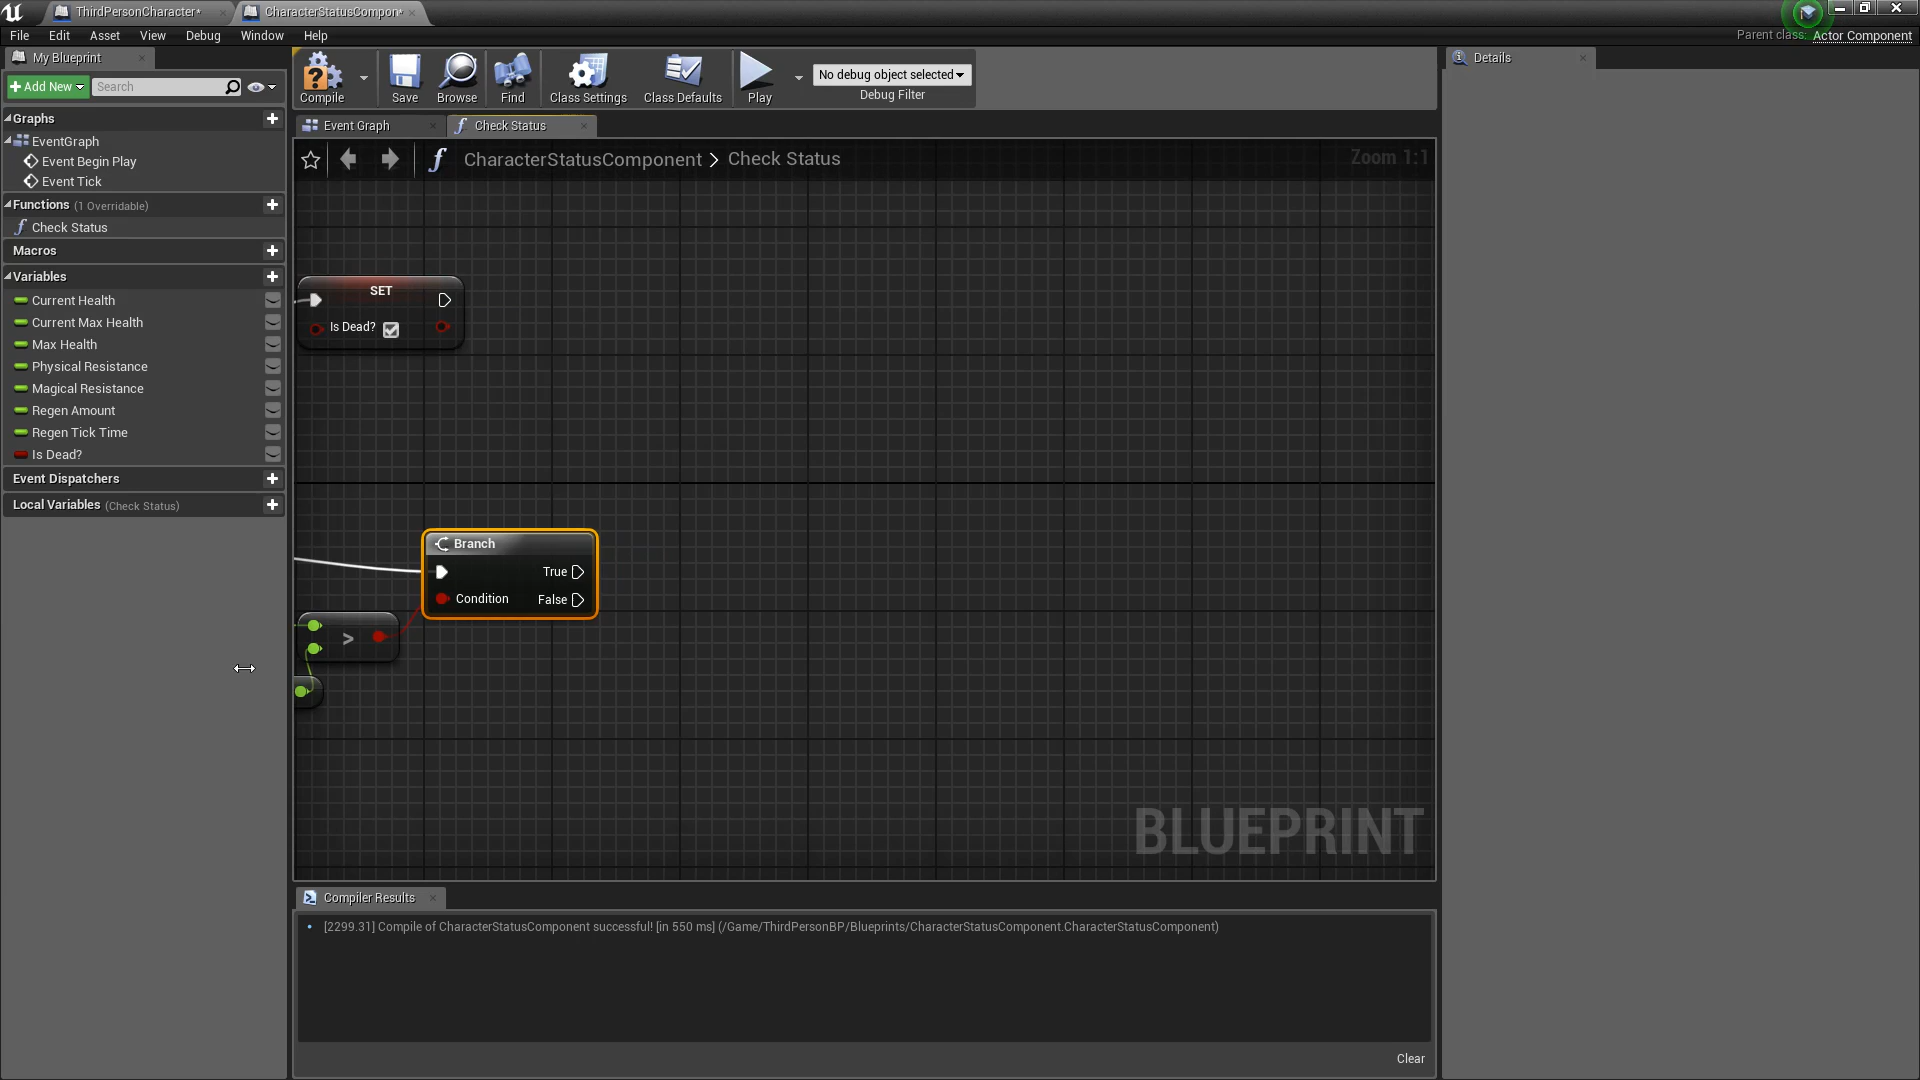 ThirdPersonCharacter*
CharacterStatusCompon*
File Edit Asset View Debug Window Help
Parent class: Actor Component
My Blueprint
Add New
Search
Graphs
EventGraph
Event Begin Play
Event Tick
Functions (1 Overridable)
Check Status
Macros
Variables
Current Health
Current Max Health
Max Health
Physical Resistance
Magical Resistance
Regen Amount
Regen Tick Time
Is Dead?
Event Dispatchers
Local Variables (Check Status)
Compile
Save
Browse
Find
Class Settings
Class Defaults
Play
No debug object selected
Debug Filter
Event Graph
Check Status
CharacterStatusComponent > Check Status
Zoom 1:1
SET
Is Dead?
Branch
True
Condition
False
>
BLUEPRINT
Compiler Results
[2299.31] Compile of CharacterStatusComponent successful! [in 550 ms] (/Game/ThirdPersonBP/Blueprints/CharacterStatusComponent.CharacterStatusComponent)
Clear
Details